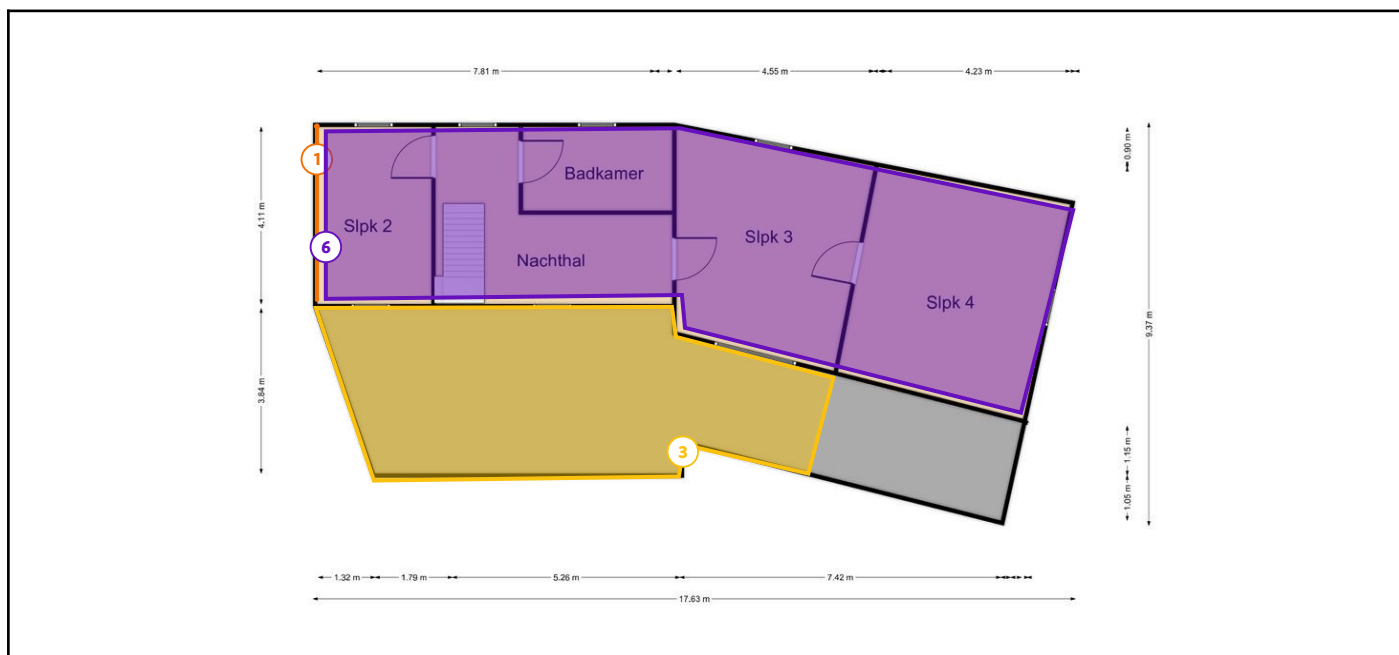 7.81 m
4.55 m
4.23 m
1
Badkamer
0.90 m
4.11 m
Slpk 2
6
Slpk 3
Nachthal
Slpk 4
9.37 m
3.84 m
3
1.15 m
1.05 m
1.32 m
1.79 m
5.26 m
7.42 m
17.63 m